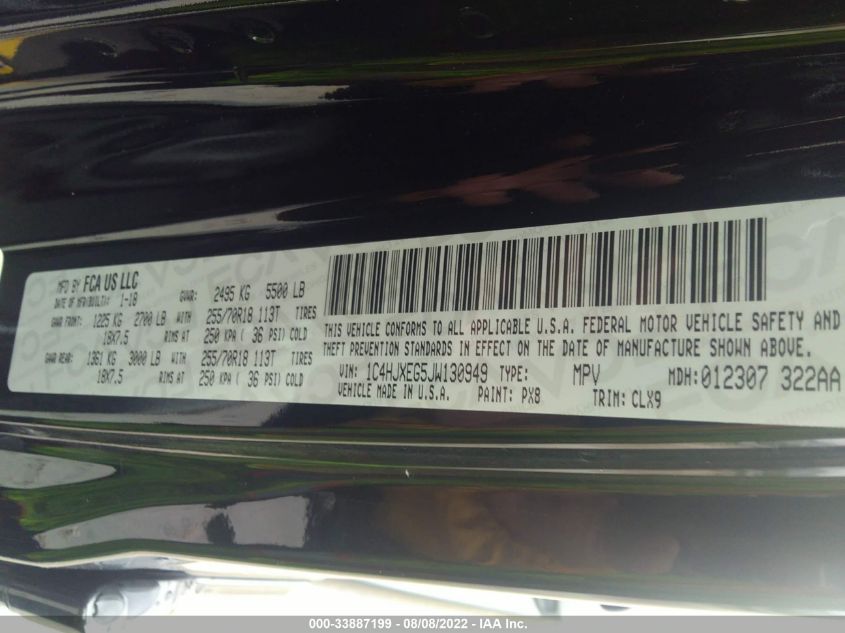 MFD BY FCA US LLC
DATE OF MFR/BUILT: 1-18 GVWR: 2495 KG 5500 LB
GAWR FRONT: 1225 KG 2700 LB WITH 255/70R18 113T TIRES
18X7.5 RIMS AT 250 KPA ( 36 PSI) COLD
GAWR REAR: 1361 KG 3000 LB WITH 255/70R18 113T TIRES
18X7.5 RIMS AT 250 KPA ( 36 PSI) COLD
THIS VEHICLE CONFORMS TO ALL APPLICABLE U.S.A. FEDERAL MOTOR VEHICLE SAFETY AND
THEFT PREVENTION STANDARDS IN EFFECT ON THE DATE OF MANUFACTURE SHOWN ABOVE.
VIN: 1C4HJXEG5JW130949 TYPE: MPV MDH: 012307 322AA
VEHICLE MADE IN U.S.A. PAINT: PX8 TRIM: CLX9
000-33887199 - 08/08/2022 - IAA Inc.